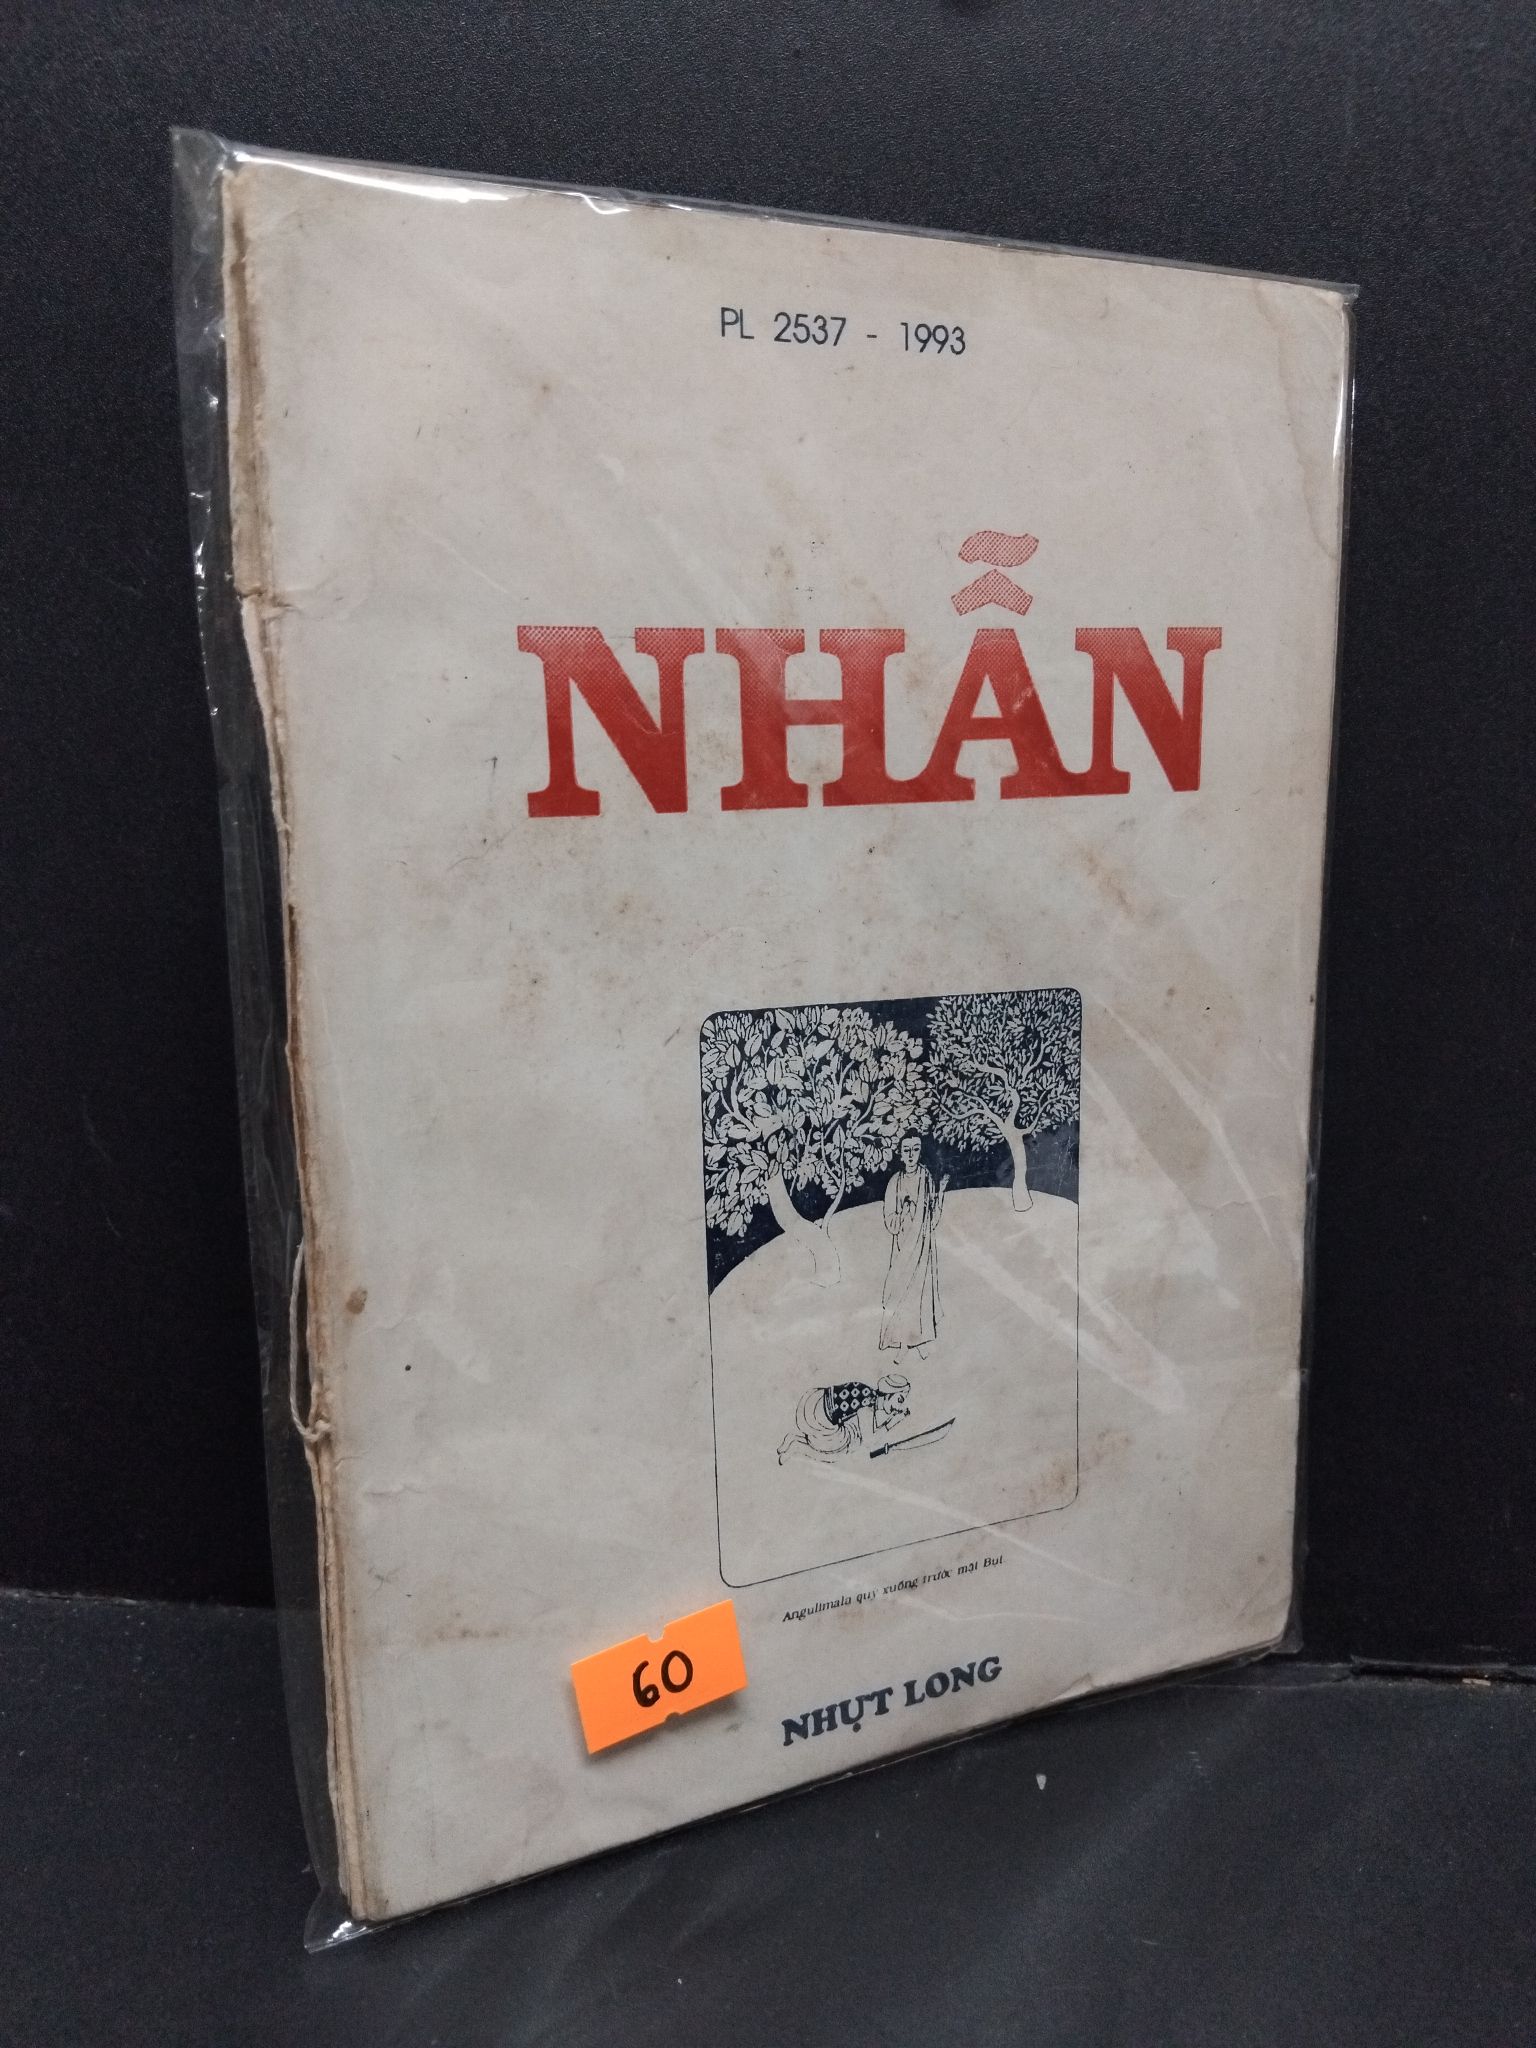 PL 2537 - 1993
NHẪN
Angulimala quỳ xuống trước mặt Bụt
60
NHỰT LONG